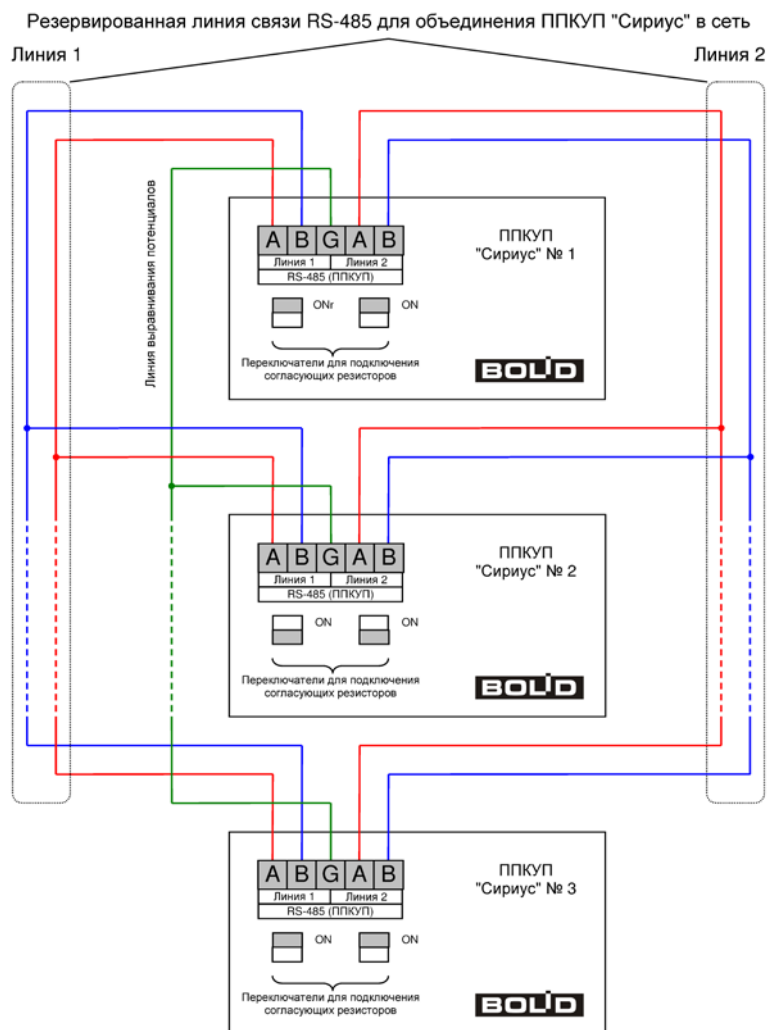 Резервированная линия связи RS-485 для объединения ППКУП "Сириус" в сеть
Линия 1
Линия 2
Линия выравнивания потенциалов
A B G A B
Линия 1 Линия 2
RS-485 (ППКУП)
ППКУП
"Сириус" № 1
ONr ON
Переключатели для подключения
согласующих резисторов
BOLID
A B G A B
Линия 1 Линия 2
RS-485 (ППКУП)
ППКУП
"Сириус" № 2
ON ON
Переключатели для подключения
согласующих резисторов
BOLID
A B G A B
Линия 1 Линия 2
RS-485 (ППКУП)
ППКУП
"Сириус" № 3
ON ON
Переключатели для подключения
согласующих резисторов
BOLID